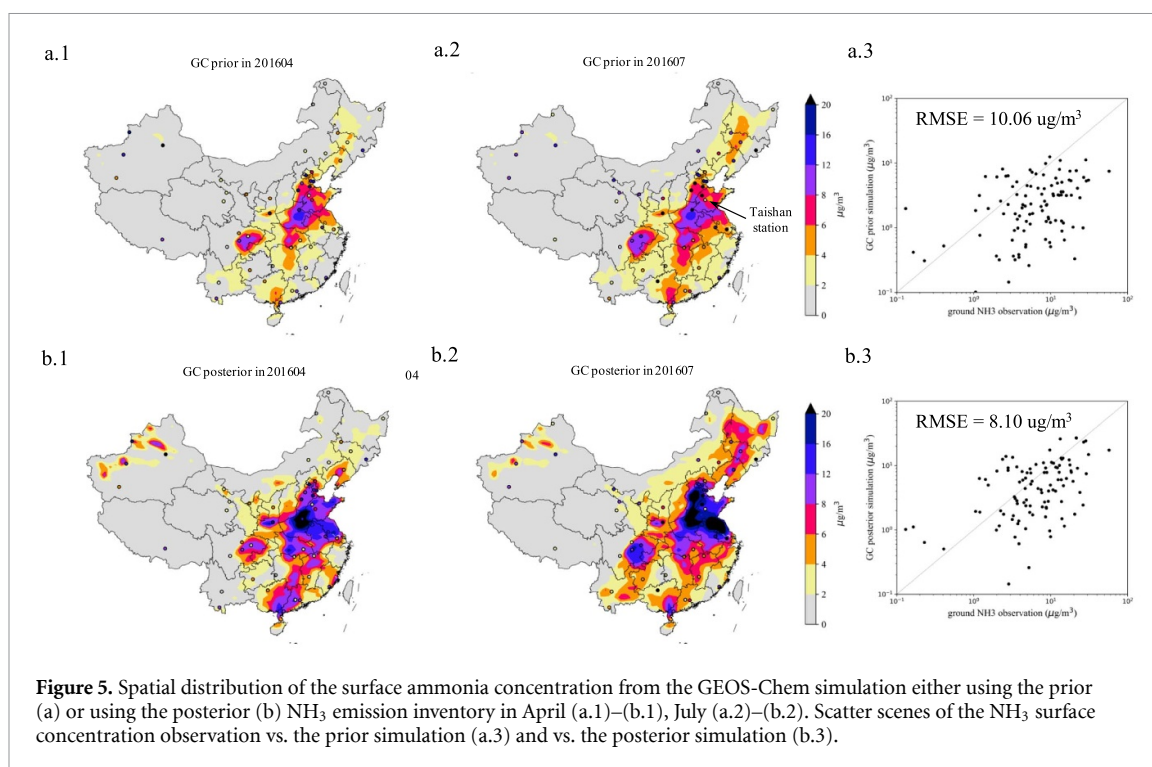 a.1
GC prior in 201604
a.2
GC prior in 201607
Taishan
station
20
16
12
8
6
4
2
0
μg/m³
a.3
RMSE = 10.06 ug/m³
GC prior simulation (μg/m³)
10²
10¹
10⁰
10⁻¹
10⁻¹
10⁰
10¹
10²
ground NH3 observation (μg/m³)
b.1
GC posterior in 201604
04
b.2
GC posterior in 201607
20
16
12
8
6
4
2
0
μg/m³
b.3
RMSE = 8.10 ug/m³
GC posterior simulation (μg/m³)
10²
10¹
10⁰
10⁻¹
10⁻¹
10⁰
10¹
10²
ground NH3 observation (μg/m³)
Figure 5. Spatial distribution of the surface ammonia concentration from the GEOS-Chem simulation either using the prior
(a) or using the posterior (b) NH₃ emission inventory in April (a.1)–(b.1), July (a.2)–(b.2). Scatter scenes of the NH₃ surface
concentration observation vs. the prior simulation (a.3) and vs. the posterior simulation (b.3).